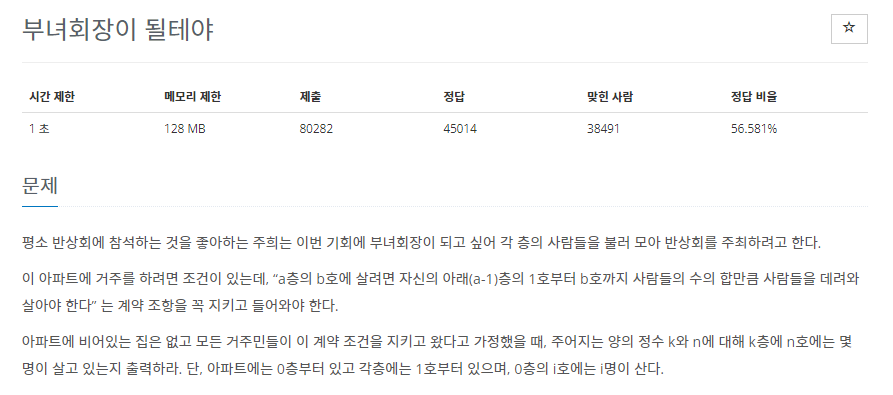 부녀회장이 될테야
시간 제한 메모리 제한 제출 정답 맞힌 사람 정답 비율
1 초 128 MB 80282 45014 38491 56.581%
문제
평소 반상회에 참석하는 것을 좋아하는 주희는 이번 기회에 부녀회장이 되고 싶어 각 층의 사람들을 불러 모아 반상회를 주최하려고 한다.
이 아파트에 거주를 하려면 조건이 있는데, “a층의 b호에 살려면 자신의 아래(a-1)층의 1호부터 b호까지 사람들의 수의 합만큼 사람들을 데려와
살아야 한다” 는 계약 조항을 꼭 지키고 들어와야 한다.
아파트에 비어있는 집은 없고 모든 거주민들이 이 계약 조건을 지키고 왔다고 가정했을 때, 주어지는 양의 정수 k와 n에 대해 k층에 n호에는 몇
명이 살고 있는지 출력하라. 단, 아파트에는 0층부터 있고 각층에는 1호부터 있으며, 0층의 i호에는 i명이 산다.